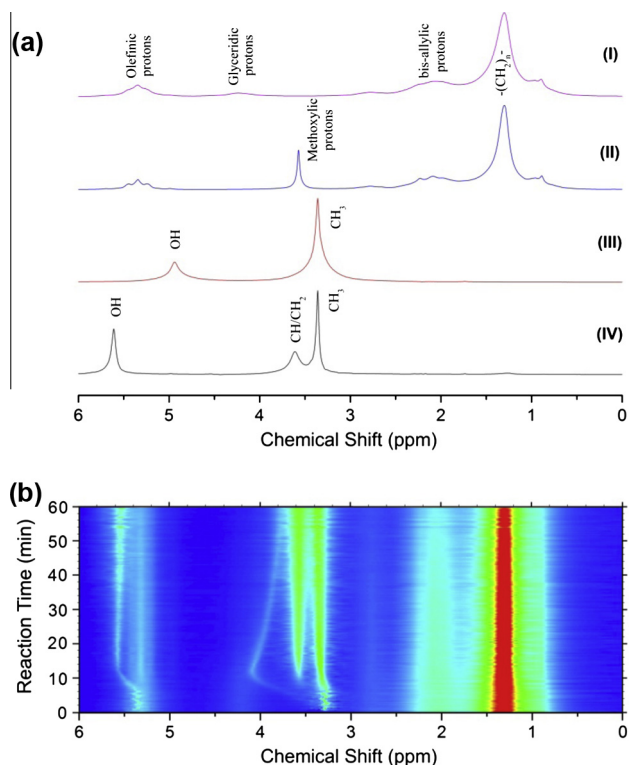 (a)
Olefinic
protons
Glyceridic
protons
bis-allylic
protons
-(CH2)n-
(I)
Methoxylic
protons
(II)
OH
CH3
(III)
OH
CH/CH2
CH3
(IV)
6 5 4 3 2 1 0
Chemical Shift (ppm)
(b)
Reaction Time (min)
60
50
40
30
20
10
0
6 5 4 3 2 1 0
Chemical Shift (ppm)